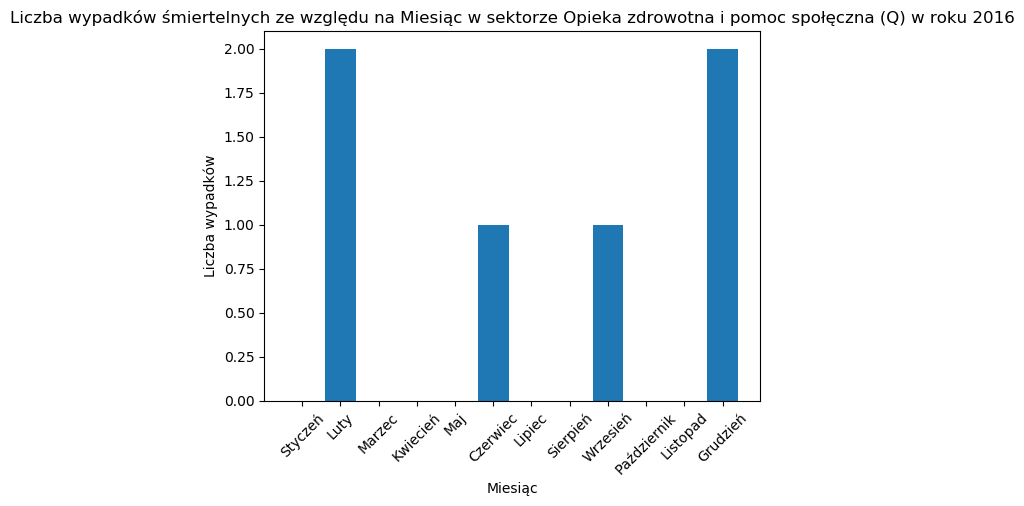 Liczba wypadków śmiertelnych ze względu na Miesiąc w sektorze Opieka zdrowotna i pomoc społęczna (Q) w roku 2016
2.00
1.75
1.50
1.25
1.00
0.75
0.50
0.25
0.00
Liczba wypadków
Styczeń
Luty
Marzec
Kwiecień
Maj
Czerwiec
Lipiec
Sierpień
Wrzesień
Październik
Listopad
Grudzień
Miesiąc